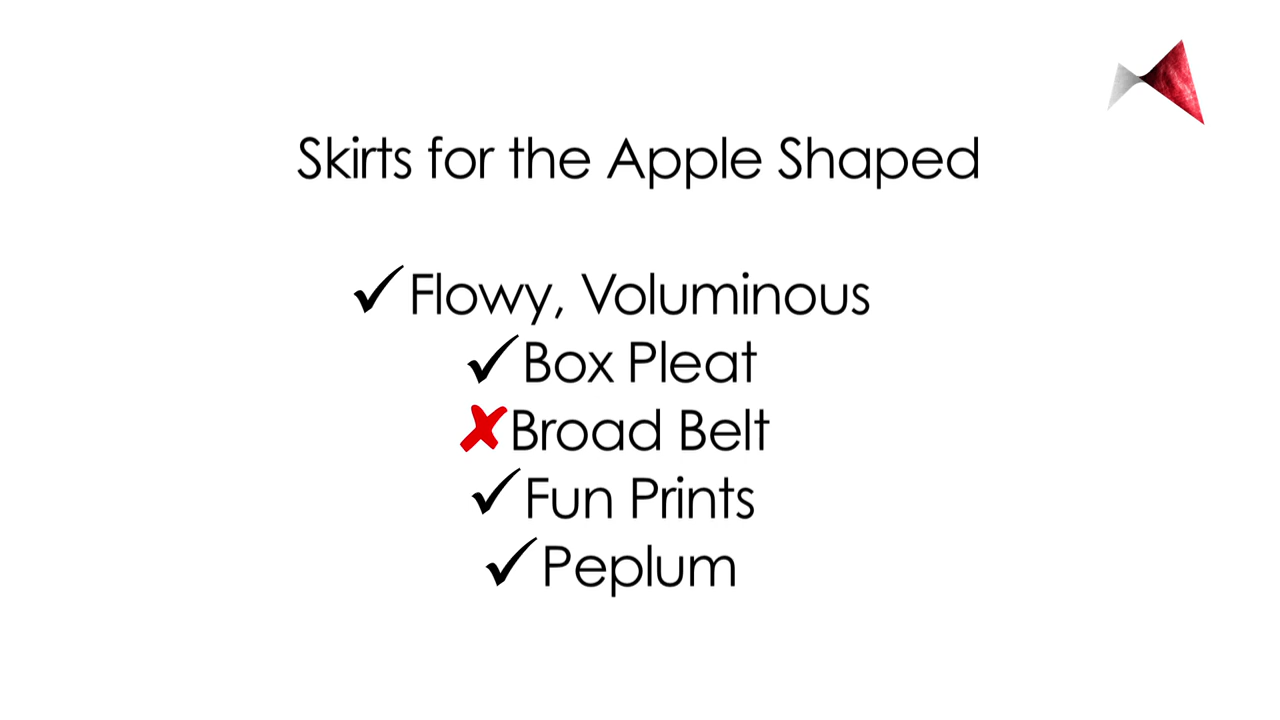 Skirts for the Apple Shaped
✓Flowy, Voluminous
✓Box Pleat
✘Broad Belt
✓Fun Prints
✓Peplum